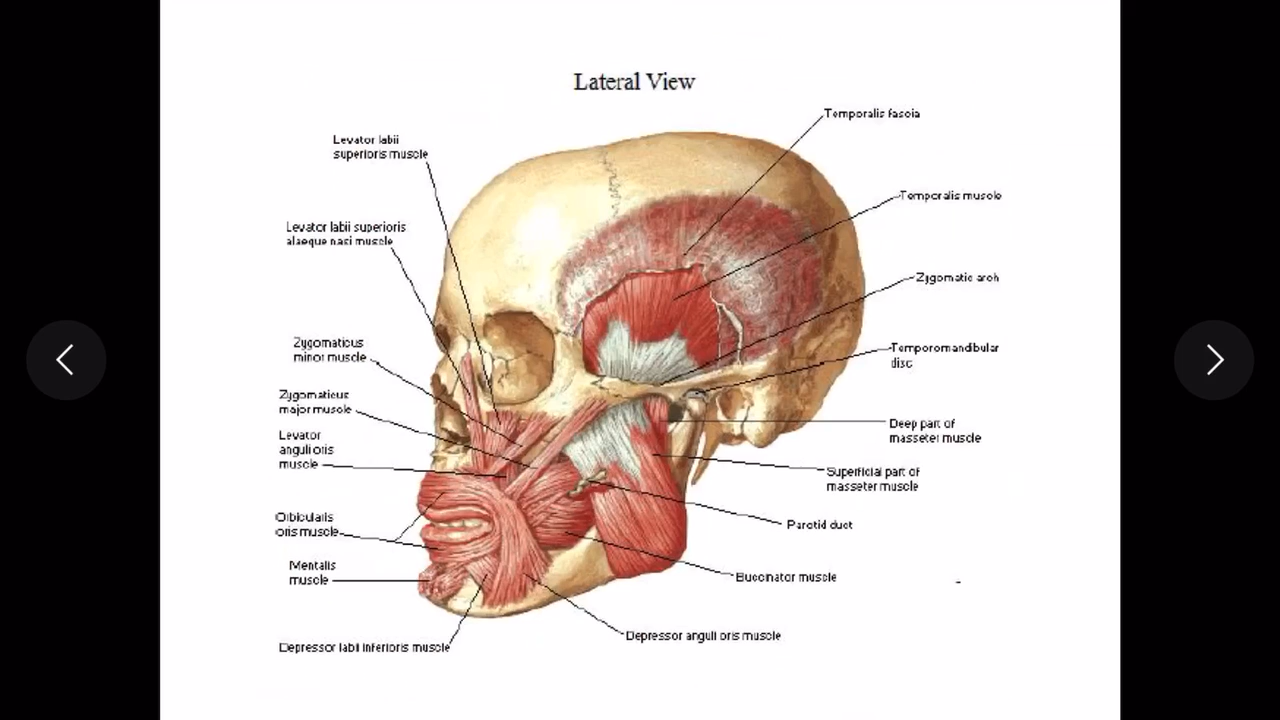 Lateral View
Temporalis fascia
Levator labii
superioris muscle
Temporalis muscle
Levator labii superioris
alaeque nasi muscle
Zygomatic arch
Zygomaticus
minor muscle
Temporomandibular
disc
Zygomaticus
major muscle
Deep part of
masseter muscle
Levator
anguli oris
muscle
Superficial part of
masseter muscle
Orbicularis
oris muscle
Parotid duct
Mentalis
muscle
Buccinator muscle
Depressor anguli oris muscle
Depressor labii inferioris muscle